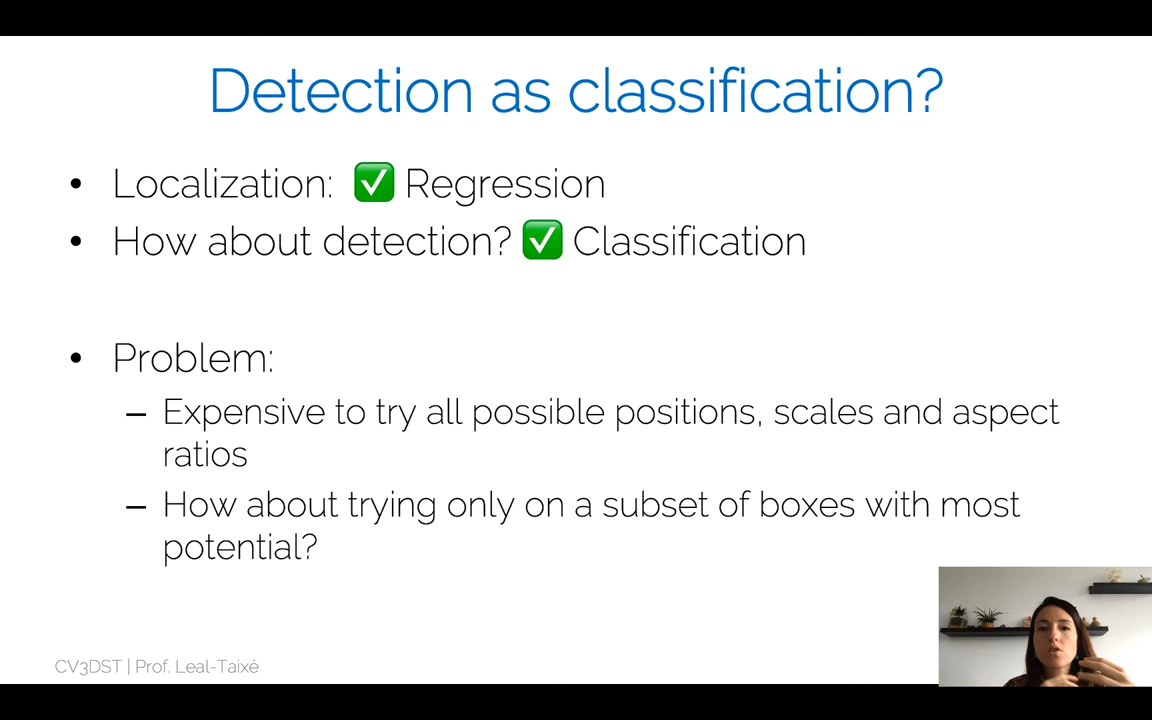 Detection as classification?
• Localization: ✅ Regression
• How about detection? ✅ Classification
• Problem:
– Expensive to try all possible positions, scales and aspect
ratios
– How about trying only on a subset of boxes with most
potential?
CV3DST | Prof. Leal-Taixé